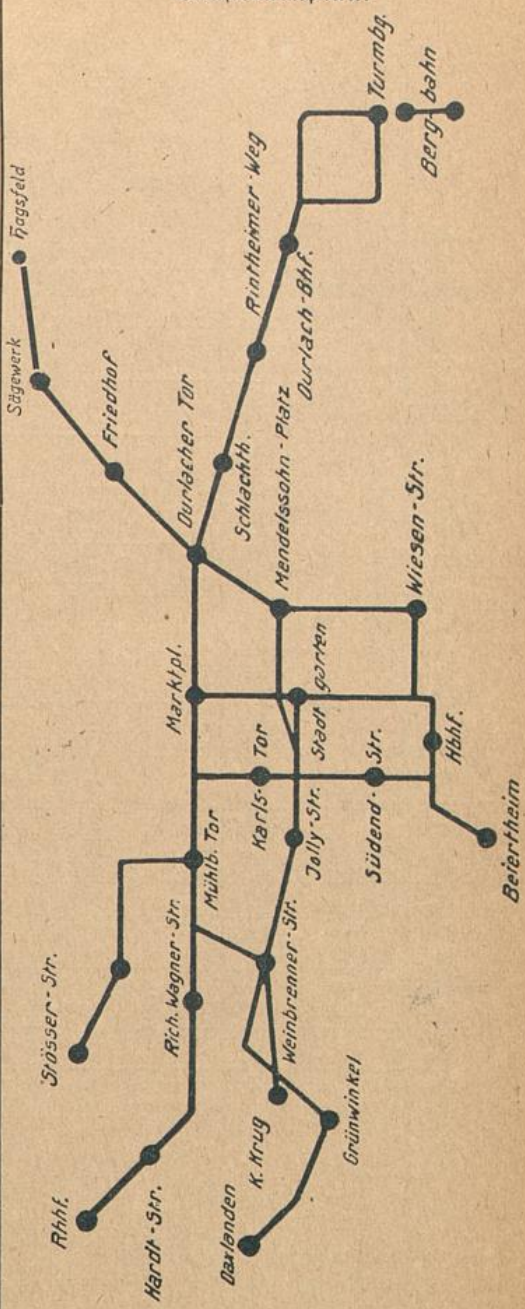 Hagsfeld
Sägewerk
Friedhof
Durlacher Tor
Schlachth.
Rintheimer-Weg
Durlach-Bhf.
Turmbg.
Berg-bahn
Mendelssohn-Platz
Wiesen-Str.
Marktpl.
Stadt garten
Karls-Tor
Jolly-Str.
Südend-Str.
Hbhf.
Beiertheim
Mühlb. Tor
Stösser-Str.
Rich. Wagner-Str.
Weinbrenner-Str.
K. Krug
Grünwinkel
Daxlanden
Hardt-Str.
Rhhf.